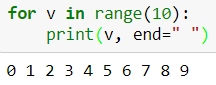 for v in range(10):
    print(v, end=" ")
0 1 2 3 4 5 6 7 8 9